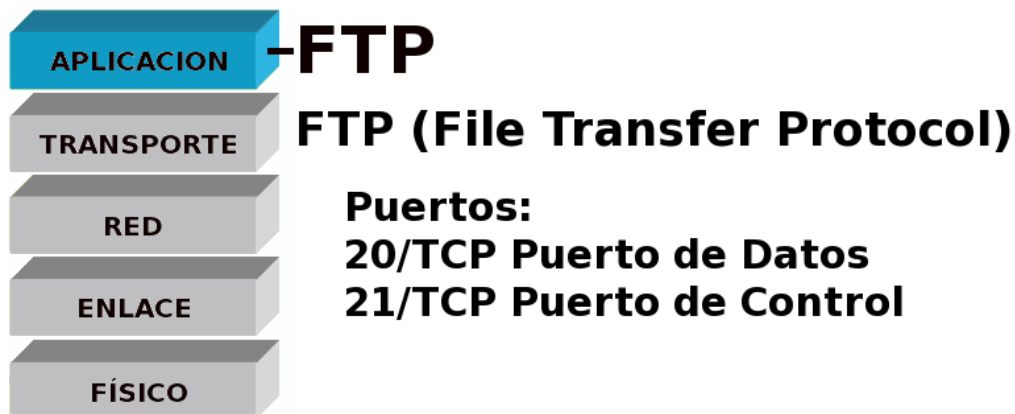 APLICACION
-FTP
TRANSPORTE
FTP (File Transfer Protocol)
RED
Puertos:
20/TCP Puerto de Datos
21/TCP Puerto de Control
ENLACE
FÍSICO